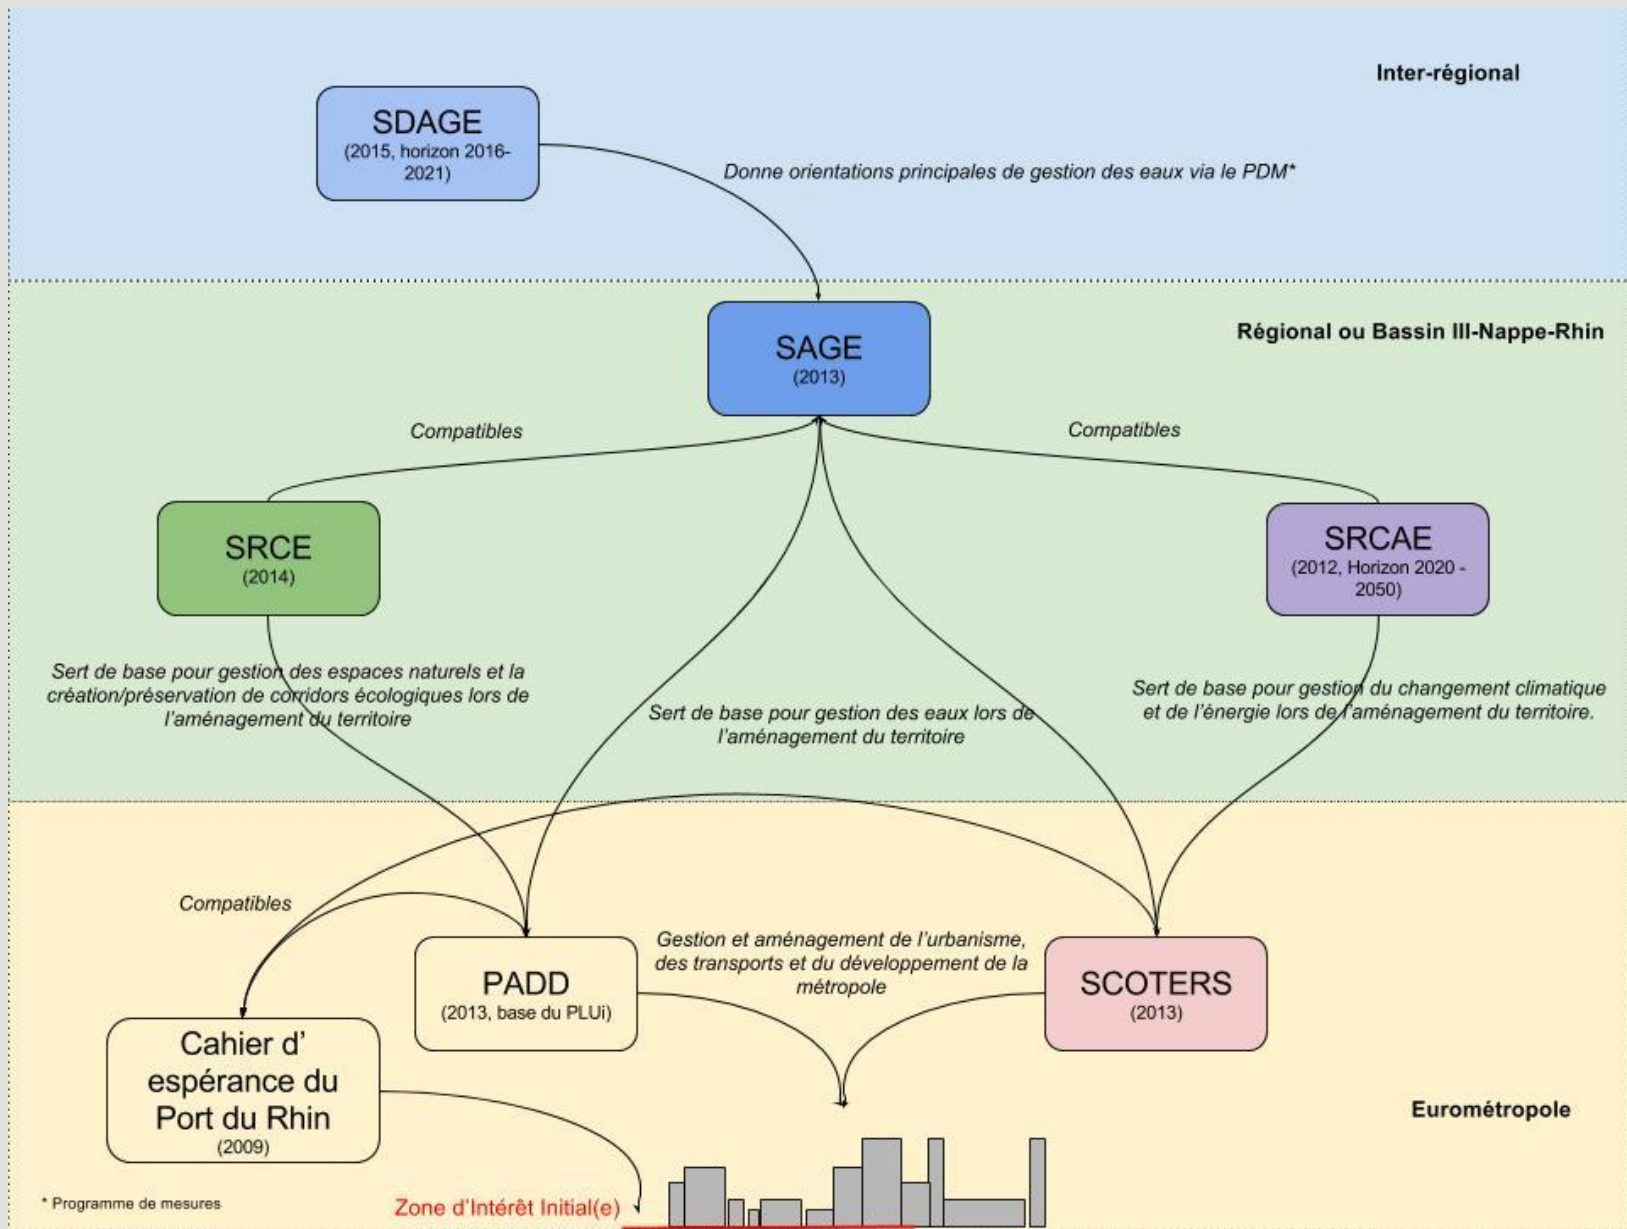 Inter-régional
SDAGE
(2015, horizon 2016-
2021)
Donne orientations principales de gestion des eaux via le PDM*
Régional ou Bassin III-Nappe-Rhin
SAGE
(2013)
Compatibles
Compatibles
SRCE
(2014)
SRCAE
(2012, Horizon 2020 -
2050)
Sert de base pour gestion des espaces naturels et la
création/préservation de corridors écologiques lors de
l'aménagement du territoire
Sert de base pour gestion des eaux lors de
l'aménagement du territoire
Sert de base pour gestion du changement climatique
et de l'énergie lors de l'aménagement du territoire.
Compatibles
PADD
(2013, base du PLUi)
Gestion et aménagement de l'urbanisme,
des transports et du développement de la
métropole
SCOTERS
(2013)
Cahier d'
espérance du
Port du Rhin
(2009)
Eurométropole
* Programme de mesures
Zone d'Intérêt Initial(e)